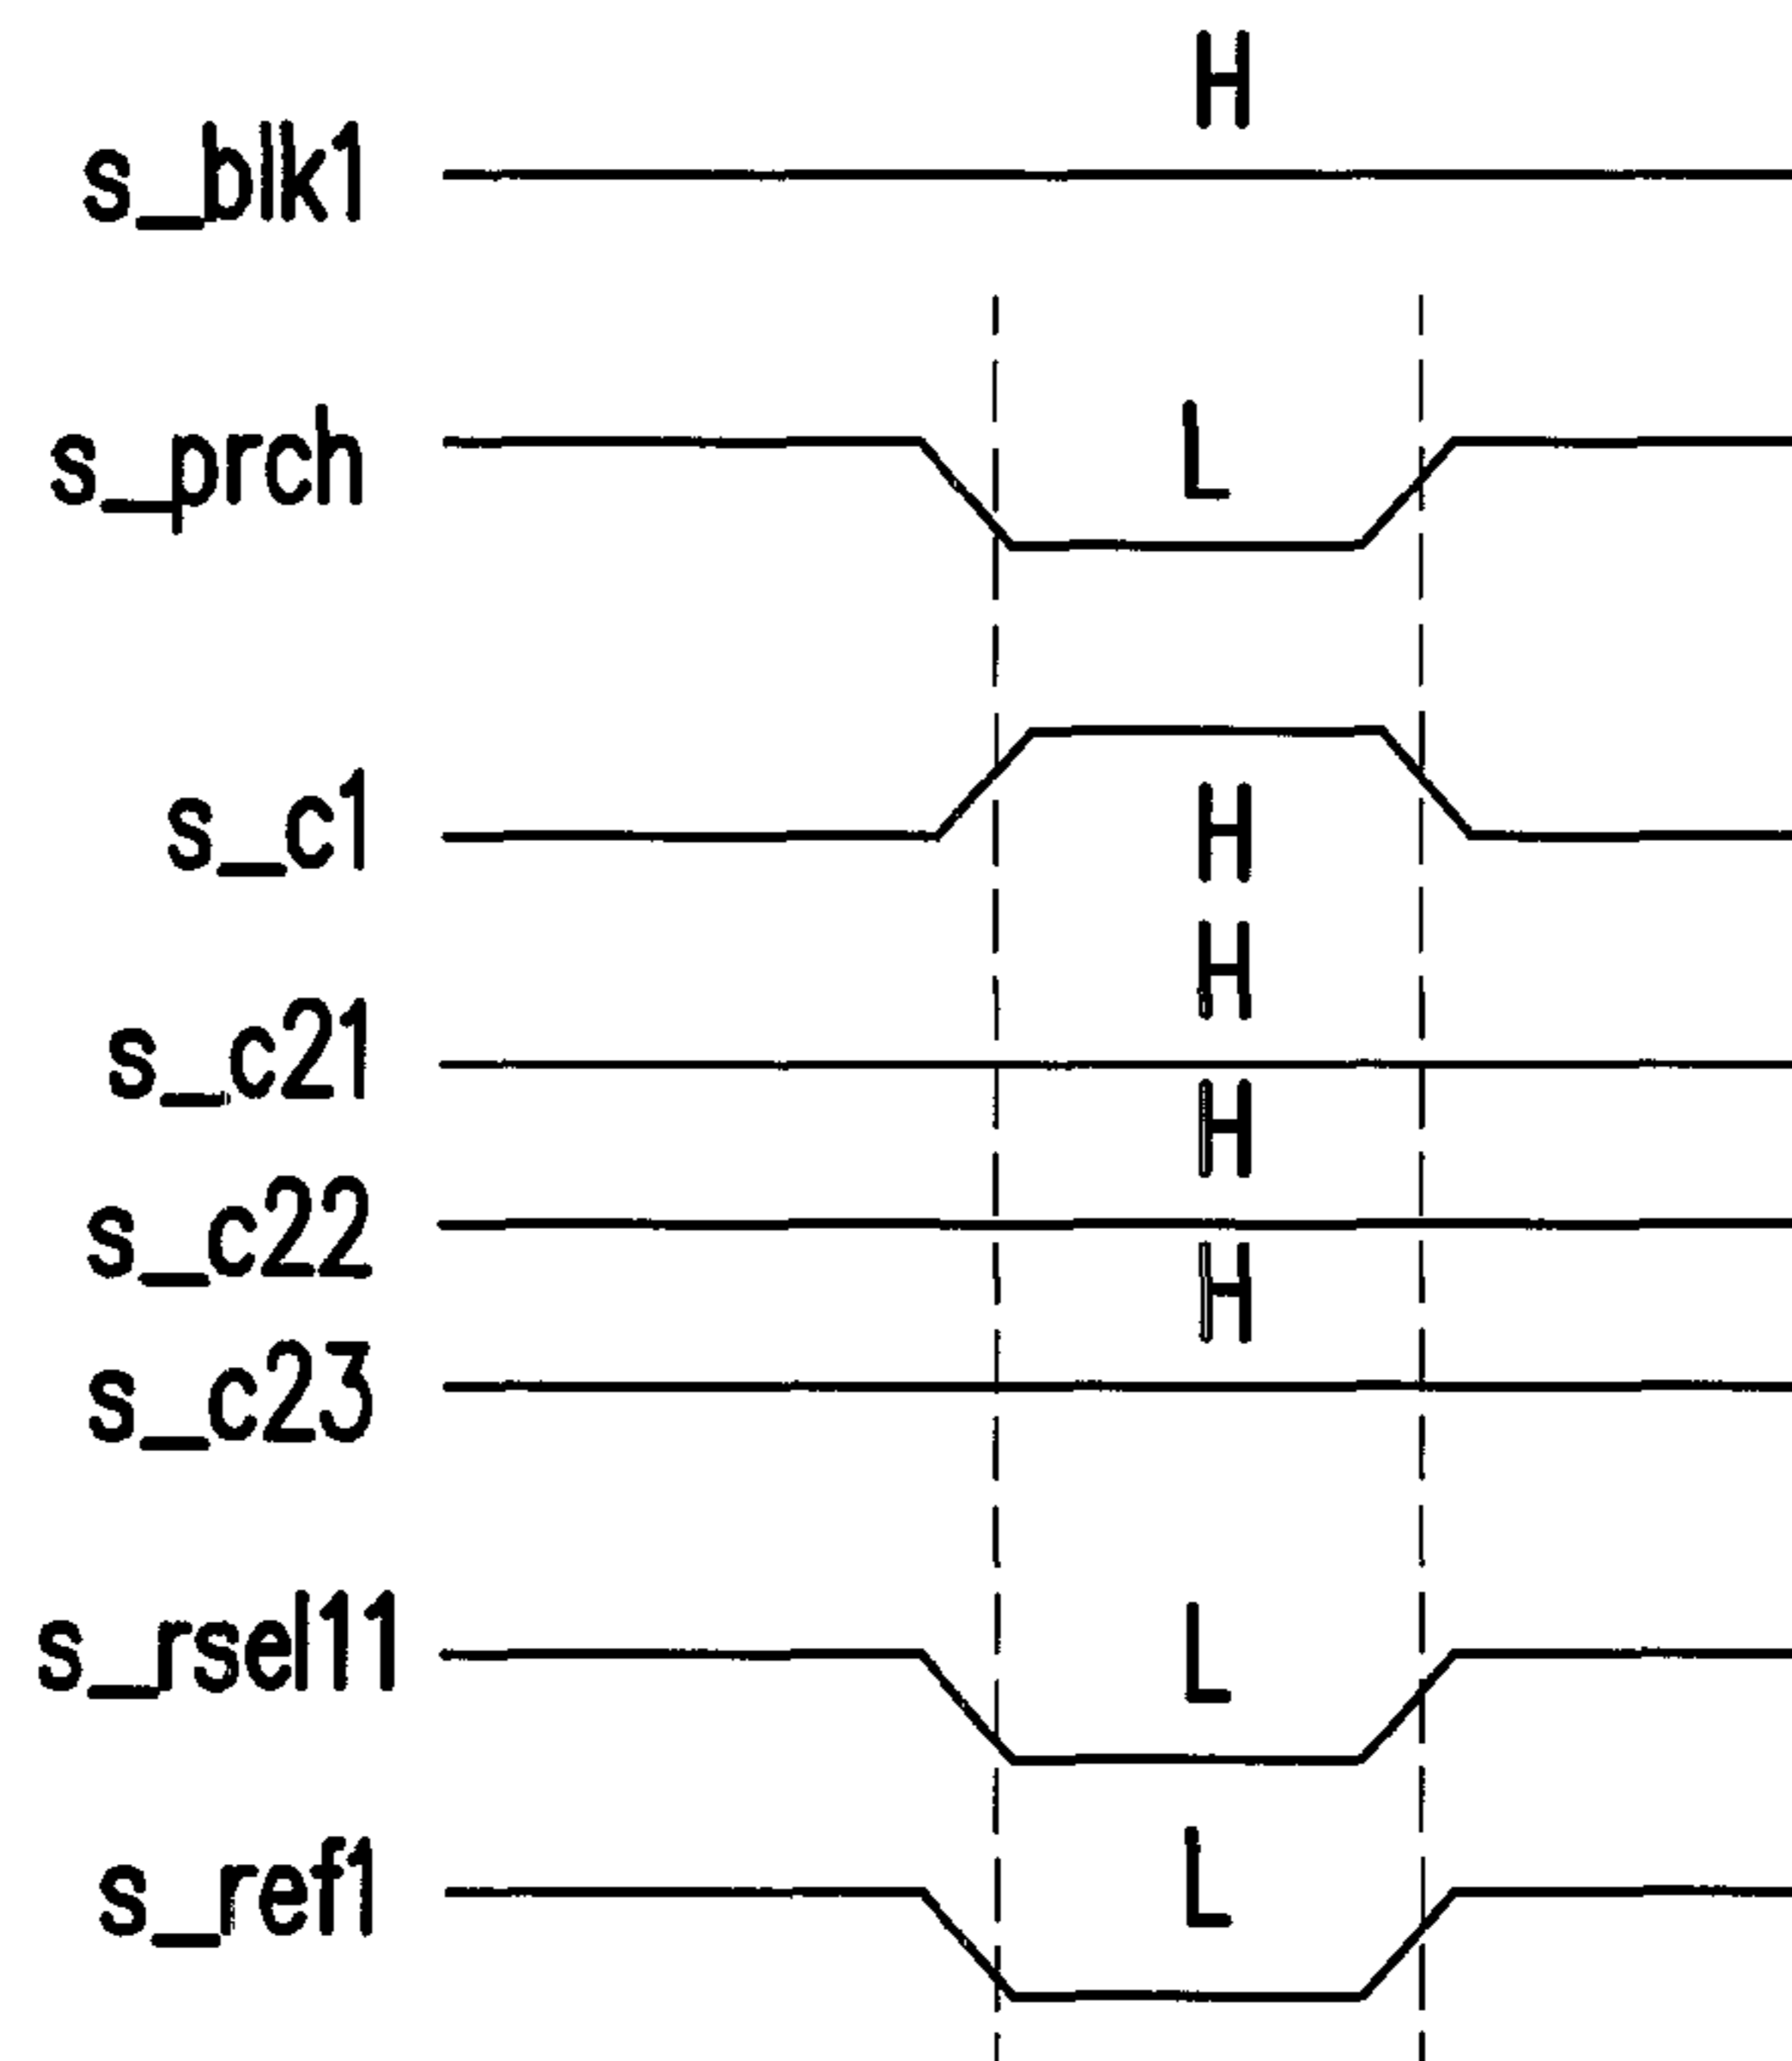 H
s_blk1
L
s_prch
H
s_c1
H
s_c21
H
s_c22
H
s_c23
L
s_rsel11
L
s_ref1